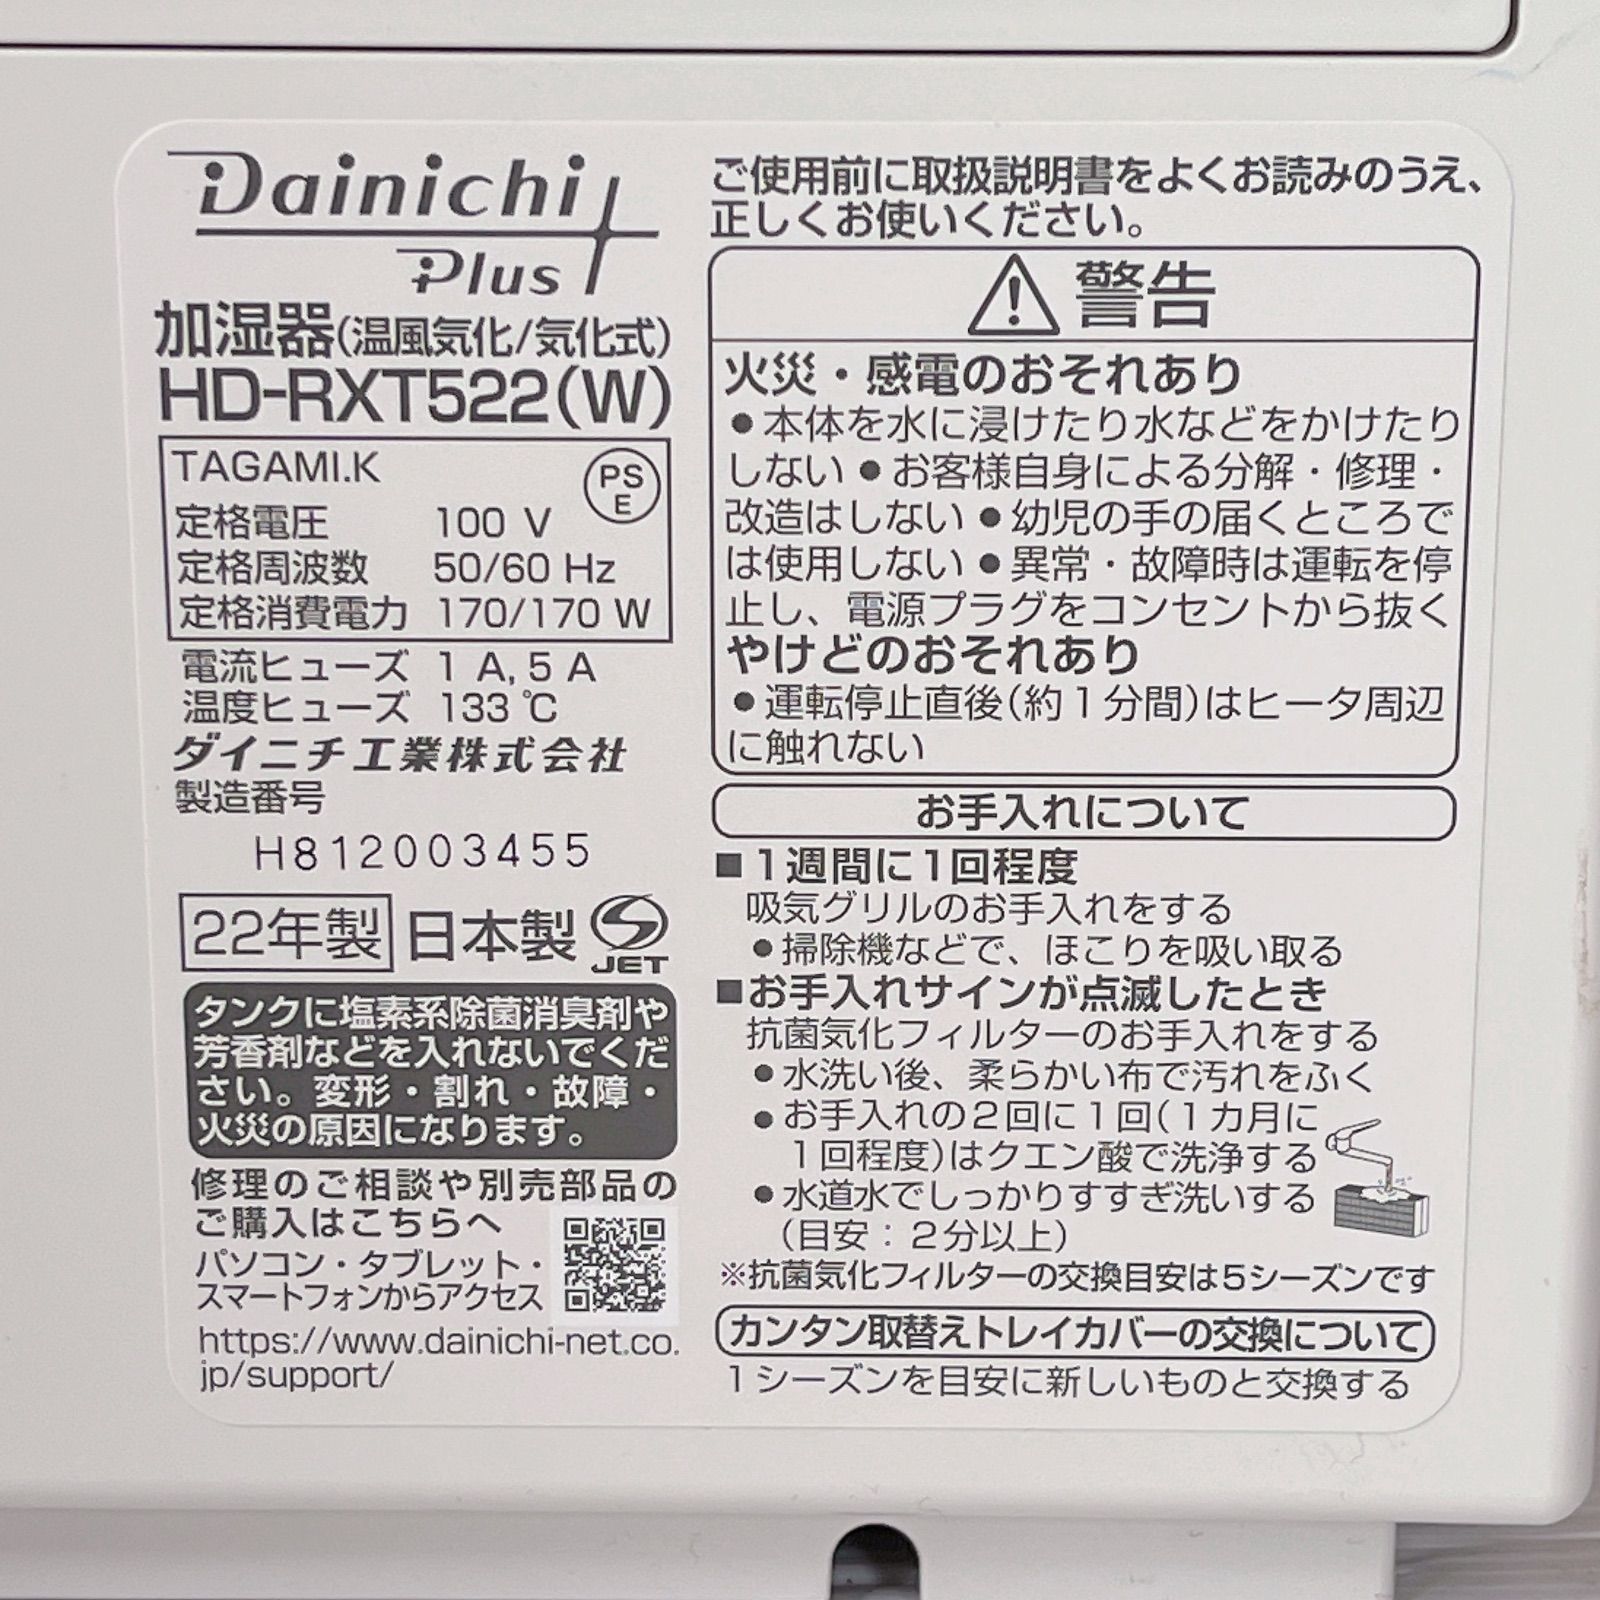 Dainichi
Plus
加湿器(温風気化/気化式)
HD-RXT522(W)
TAGAMI.K
PS
E
定格電圧 100 V
定格周波数 50/60 Hz
定格消費電力 170/170 W
電流ヒューズ 1 A, 5 A
温度ヒューズ 133 ℃
ダイニチ工業株式会社
製造番号
H812003455
22年製 日本製
JET
タンクに塩素系除菌消臭剤や
芳香剤などを入れないでくだ
さい。変形・割れ・故障・
火災の原因になります。
修理のご相談や別売部品の
ご購入はこちらへ
パソコン・タブレット・
スマートフォンからアクセス
https://www.dainichi-net.co.
jp/support/
ご使用前に取扱説明書をよくお読みのうえ、
正しくお使いください。
警告
火災・感電のおそれあり
●本体を水に浸けたり水などをかけたり
しない ●お客様自身による分解・修理・
改造はしない ●幼児の手の届くところで
は使用しない ●異常・故障時は運転を停
止し、電源プラグをコンセントから抜く
やけどのおそれあり
●運転停止直後(約1分間)はヒータ周辺
に触れない
お手入れについて
■1週間に1回程度
吸気グリルのお手入れをする
●掃除機などで、ほこりを吸い取る
■お手入れサインが点滅したとき
抗菌気化フィルターのお手入れをする
●水洗い後、柔らかい布で汚れをふく
●お手入れの2回に1回(1カ月に
1回程度)はクエン酸で洗浄する
●水道水でしっかりすすぎ洗いする
(目安:2分以上)
※抗菌気化フィルターの交換目安は5シーズンです
カンタン取替えトレイカバーの交換について
1シーズンを目安に新しいものと交換する